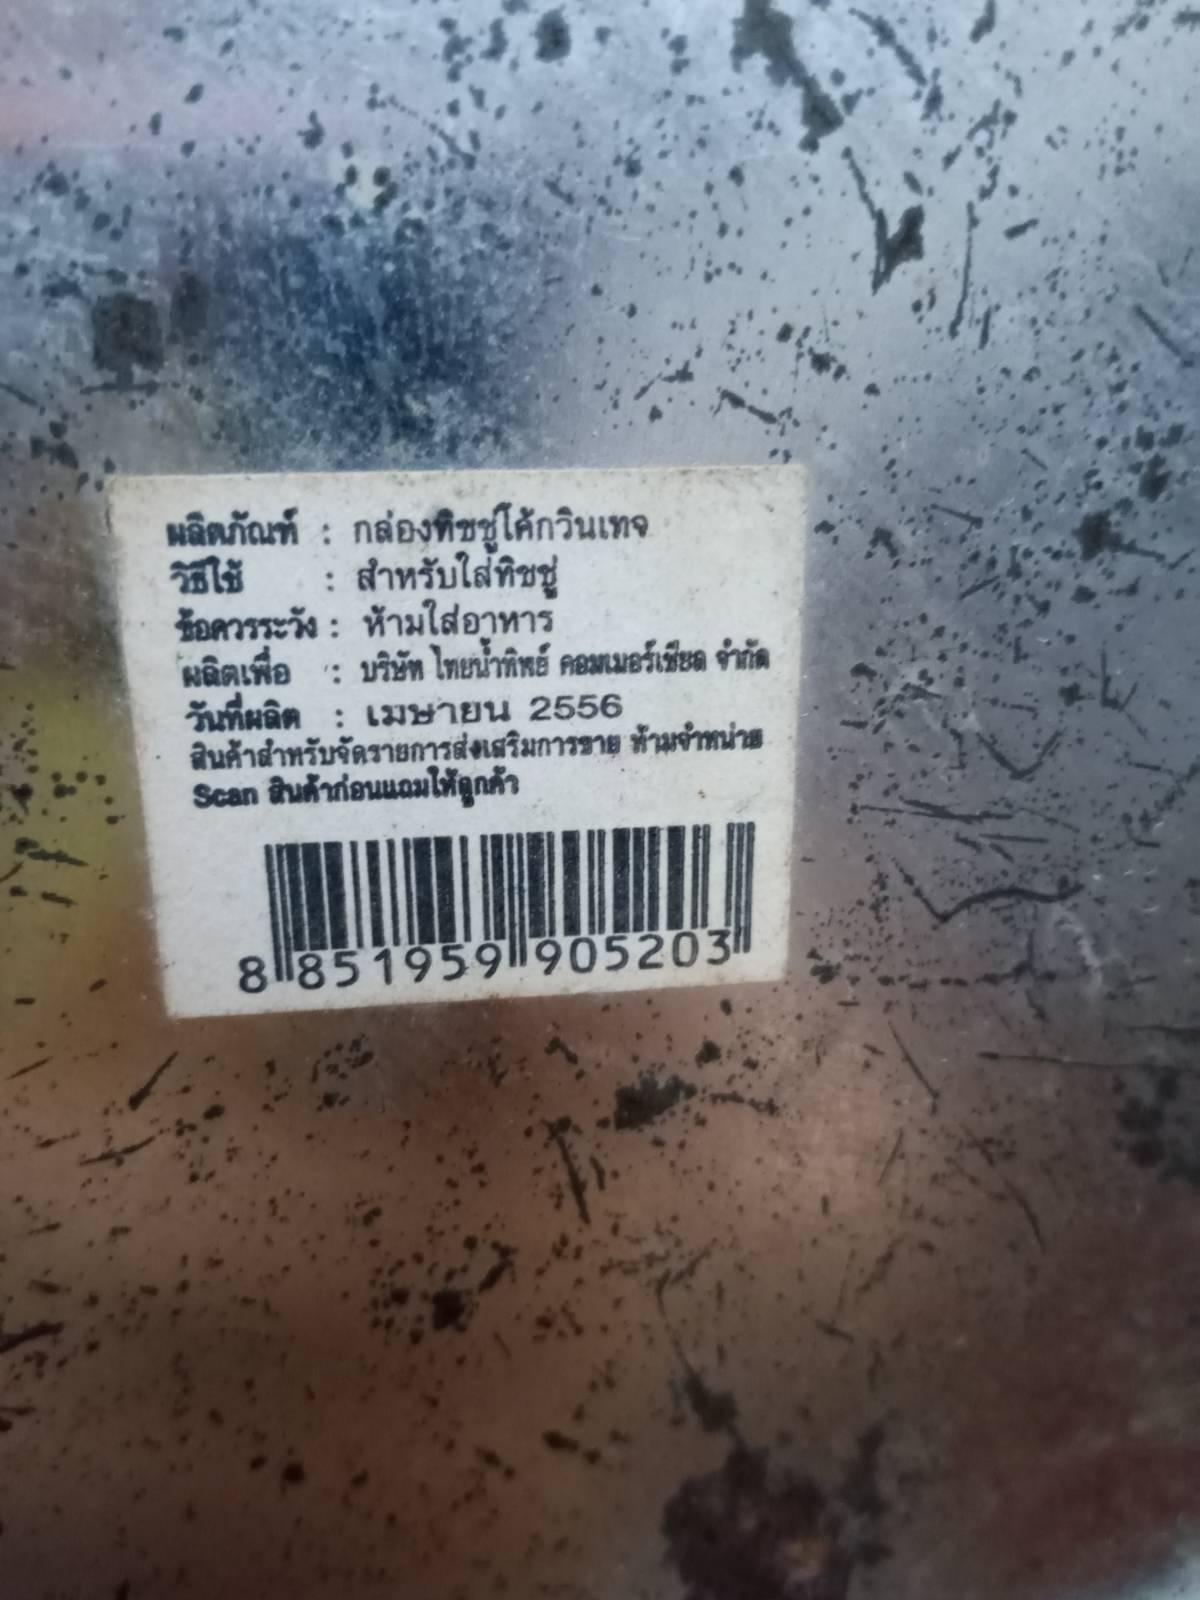 ผลิตภัณฑ์ : กล่องทิชชู่โค้กวินเทจ
วิธีใช้ : สำหรับใส่ทิชชู่
ข้อควรระวัง : ห้ามใส่อาหาร
ผลิตเพื่อ : บริษัท ไทยน้ำทิพย์ คอมเมอร์เชียล จำกัด
วันที่ผลิต : เมษายน 2556
สินค้าสำหรับจัดรายการส่งเสริมการขาย ห้ามจำหน่าย
Scan สินค้าก่อนแถมให้ลูกค้า
8 851959 905203